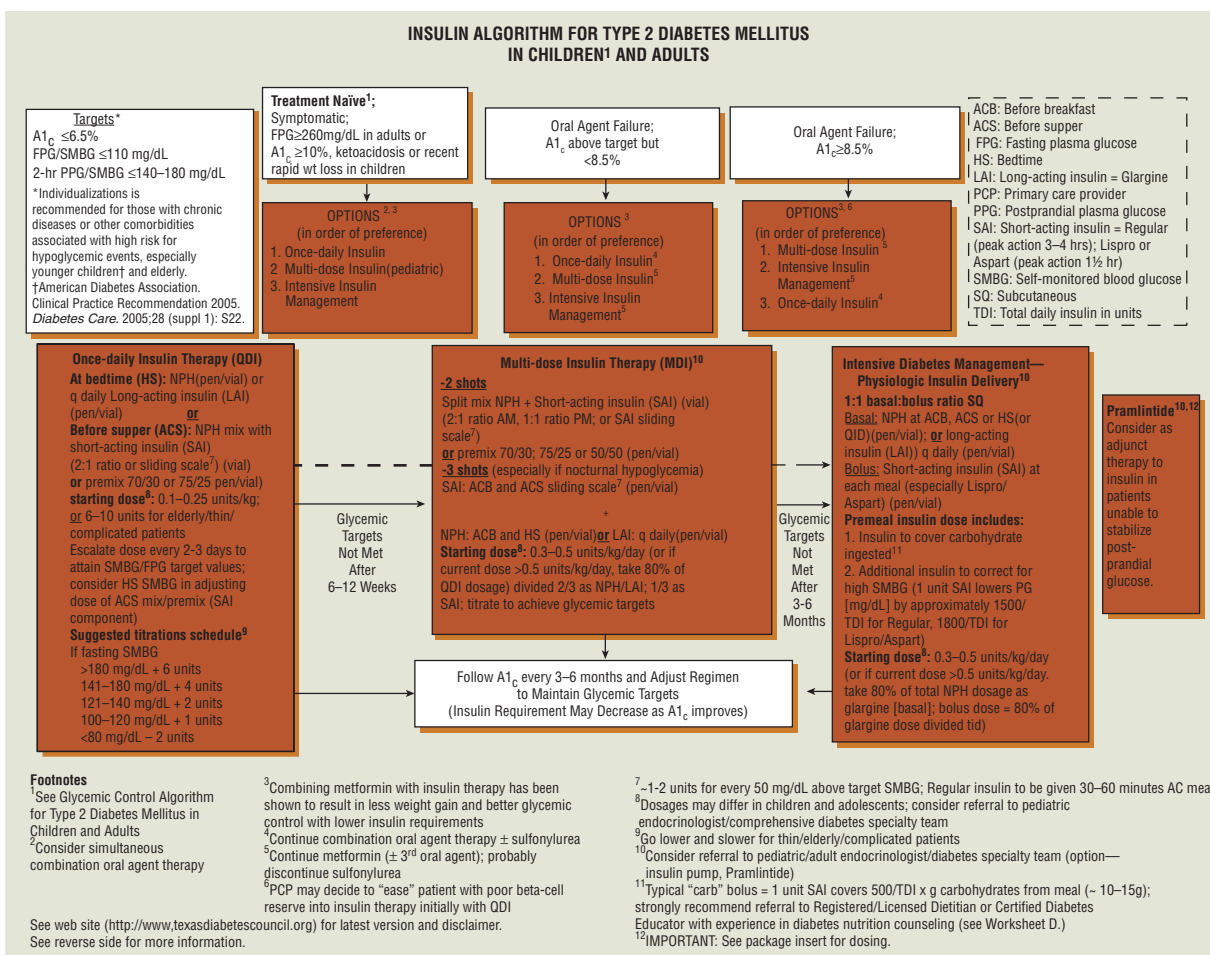 INSULIN ALGORITHM FOR TYPE 2 DIABETES MELLITUS
IN CHILDREN1 AND ADULTS
Targets*
A1c ≤6.5%
FPG/SMBG ≤110 mg/dL
2-hr PPG/SMBG ≤140–180 mg/dL
*Individualizations is
recommended for those with chronic
diseases or other comorbidities
associated with high risk for
hypoglycemic events, especially
younger children† and elderly.
†American Diabetes Association.
Clinical Practice Recommendation 2005.
Diabetes Care. 2005;28 (suppl 1): S22.
Treatment Naïve1;
Symptomatic;
FPG≥260mg/dL in adults or
A1c ≥10%, ketoacidosis or recent
rapid wt loss in children
Oral Agent Failure;
A1c above target but
<8.5%
Oral Agent Failure;
A1c≥8.5%
ACB: Before breakfast
ACS: Before supper
FPG: Fasting plasma glucose
HS: Bedtime
LAI: Long-acting insulin = Glargine
PCP: Primary care provider
PPG: Postprandial plasma glucose
SAI: Short-acting insulin = Regular
(peak action 3–4 hrs); Lispro or
Aspart (peak action 1½ hr)
SMBG: Self-monitored blood glucose
SQ: Subcutaneous
TDI: Total daily insulin in units
OPTIONS 2, 3
(in order of preference)
1. Once-daily Insulin
2 Multi-dose Insulin(pediatric)
3. Intensive Insulin
Management
OPTIONS 3
(in order of preference)
1. Once-daily Insulin4
2. Multi-dose Insulin5
3. Intensive Insulin
Management5
OPTIONS3, 6
(in order of preference)
1. Multi-dose Insulin 5
2. Intensive Insulin
Management5
3. Once-daily Insulin4
Once-daily Insulin Therapy (QDI)
At bedtime (HS): NPH(pen/vial) or
q daily Long-acting insulin (LAI)
(pen/vial) or
Before supper (ACS): NPH mix with
short-acting insulin (SAI)
(2:1 ratio or sliding scale7) (vial)
or premix 70/30 or 75/25 pen/vial)
starting dose8: 0.1–0.25 units/kg;
or 6–10 units for elderly/thin/
complicated patients
Escalate dose every 2-3 days to
attain SMBG/FPG target values;
consider HS SMBG in adjusting
dose of ACS mix/premix (SAI
component)
Suggested titrations schedule9
If fasting SMBG
>180 mg/dL + 6 units
141–180 mg/dL + 4 units
121–140 mg/dL + 2 units
100–120 mg/dL + 1 units
<80 mg/dL – 2 units
Glycemic
Targets
Not Met
After
6–12 Weeks
Multi-dose Insulin Therapy (MDI)10
-2 shots
Split mix NPH + Short-acting insulin (SAI) (vial)
(2:1 ratio AM, 1:1 ratio PM; or SAI sliding
scale7)
or premix 70/30; 75/25 or 50/50 (pen/vial)
-3 shots (especially if nocturnal hypoglycemia)
SAI: ACB and ACS sliding scale7 (pen/vial)
+
NPH: ACB and HS (pen/vial)or LAI: q daily(pen/vial)
Starting dose8: 0.3–0.5 units/kg/day (or if
current dose >0.5 units/kg/day, take 80% of
QDI dosage) divided 2/3 as NPH/LAI; 1/3 as
SAI; titrate to achieve glycemic targets
Glycemic
Targets
Not
Met
After
3-6
Months
Intensive Diabetes Management—
Physiologic Insulin Delivery10
1:1 basal:bolus ratio SQ
Basal: NPH at ACB, ACS or HS(or
QID)(pen/vial); or long-acting
insulin (LAI)) q daily (pen/vial)
Bolus: Short-acting insulin (SAI) at
each meal (especially Lispro/
Aspart) (pen/vial)
Premeal insulin dose includes:
1. Insulin to cover carbohydrate
ingested11
2. Additional insulin to correct for
high SMBG (1 unit SAI lowers PG
[mg/dL] by approximately 1500/
TDI for Regular, 1800/TDI for
Lispro/Aspart)
Starting dose8: 0.3–0.5 units/kg/day
(or if current dose >0.5 units/kg/day.
take 80% of total NPH dosage as
glargine [basal]; bolus dose = 80% of
glargine dose divided tid)
Pramlintide10,12
Consider as
adjunct
therapy to
insulin in
patients
unable to
stabilize
post-
prandial
glucose.
Follow A1c every 3–6 months and Adjust Regimen
to Maintain Glycemic Targets
(Insulin Requirement May Decrease as A1c improves)
Footnotes
1See Glycemic Control Algorithm
for Type 2 Diabetes Mellitus in
Children and Adults
2Consider simultaneous
combination oral agent therapy
3Combining metformin with insulin therapy has been
shown to result in less weight gain and better glycemic
control with lower insulin requirements
4Continue combination oral agent therapy ± sulfonylurea
5Continue metformin (± 3rd oral agent); probably
discontinue sulfonylurea
6PCP may decide to “ease” patient with poor beta-cell
reserve into insulin therapy initially with QDI
See web site (http://www,texasdiabetescouncil.org) for latest version and disclaimer.
See reverse side for more information.
7~1-2 units for every 50 mg/dL above target SMBG; Regular insulin to be given 30–60 minutes AC mea
8Dosages may differ in children and adolescents; consider referral to pediatric
endocrinologist/comprehensive diabetes specialty team
9Go lower and slower for thin/elderly/complicated patients
10Consider referral to pediatric/adult endocrinologist/diabetes specialty team (option—
insulin pump, Pramlintide)
11Typical “carb” bolus = 1 unit SAI covers 500/TDI x g carbohydrates from meal (~ 10–15g);
strongly recommend referral to Registered/Licensed Dietitian or Certified Diabetes
Educator with experience in diabetes nutrition counseling (see Worksheet D.)
12IMPORTANT: See package insert for dosing.